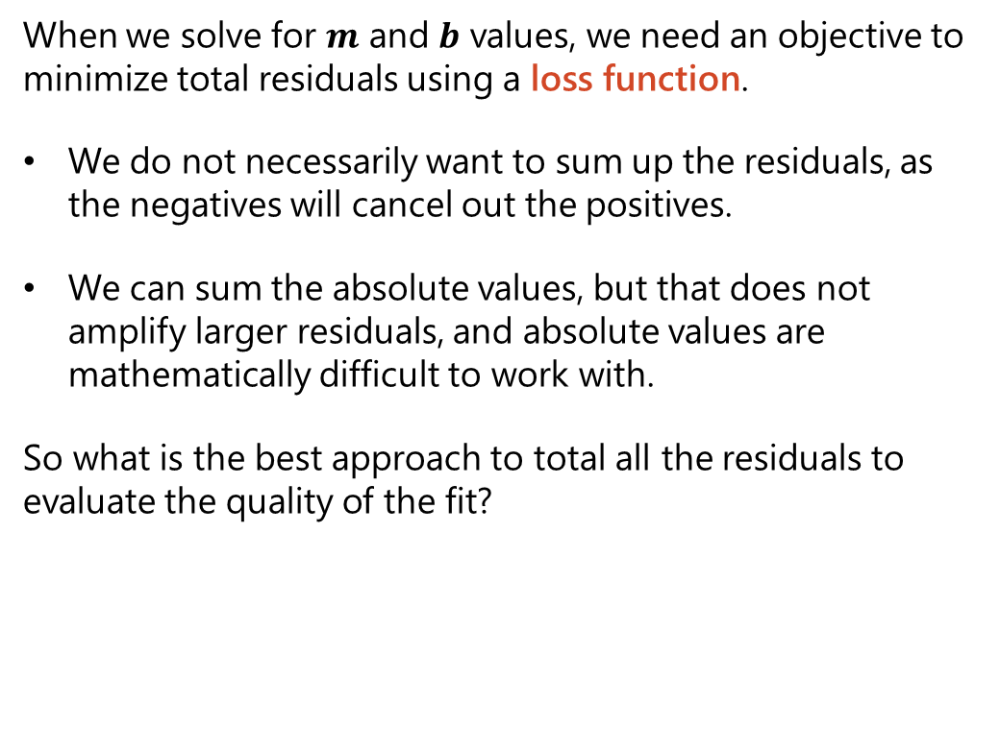 When we solve for m and b values, we need an objective to
minimize total residuals using a loss function.
• We do not necessarily want to sum up the residuals, as
the negatives will cancel out the positives.
• We can sum the absolute values, but that does not
amplify larger residuals, and absolute values are
mathematically difficult to work with.
So what is the best approach to total all the residuals to
evaluate the quality of the fit?